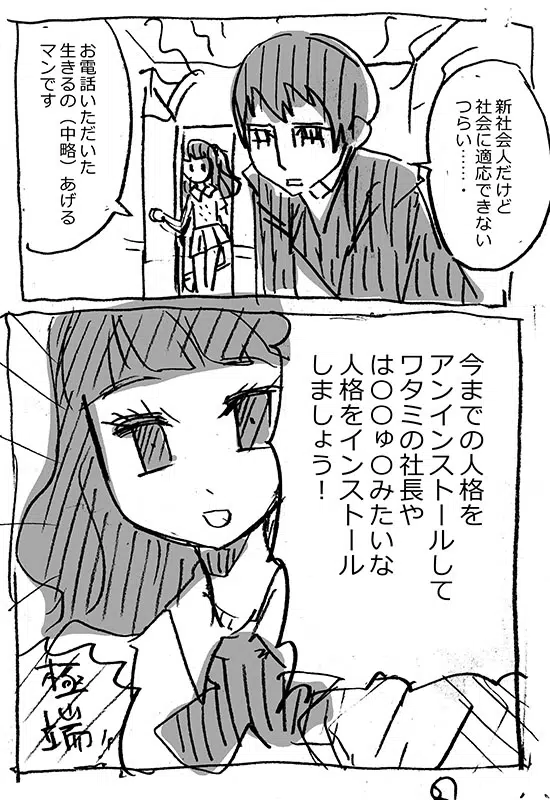 新社会人だけど
社会に適応できない
つらい……・
お電話いただいた
生きるの（中略）あげる
マンです
今までの人格を
アンインストールして
ワタミの社長や
は〇〇ゅ〇みたいな
人格をインストール
しましょう！
極端